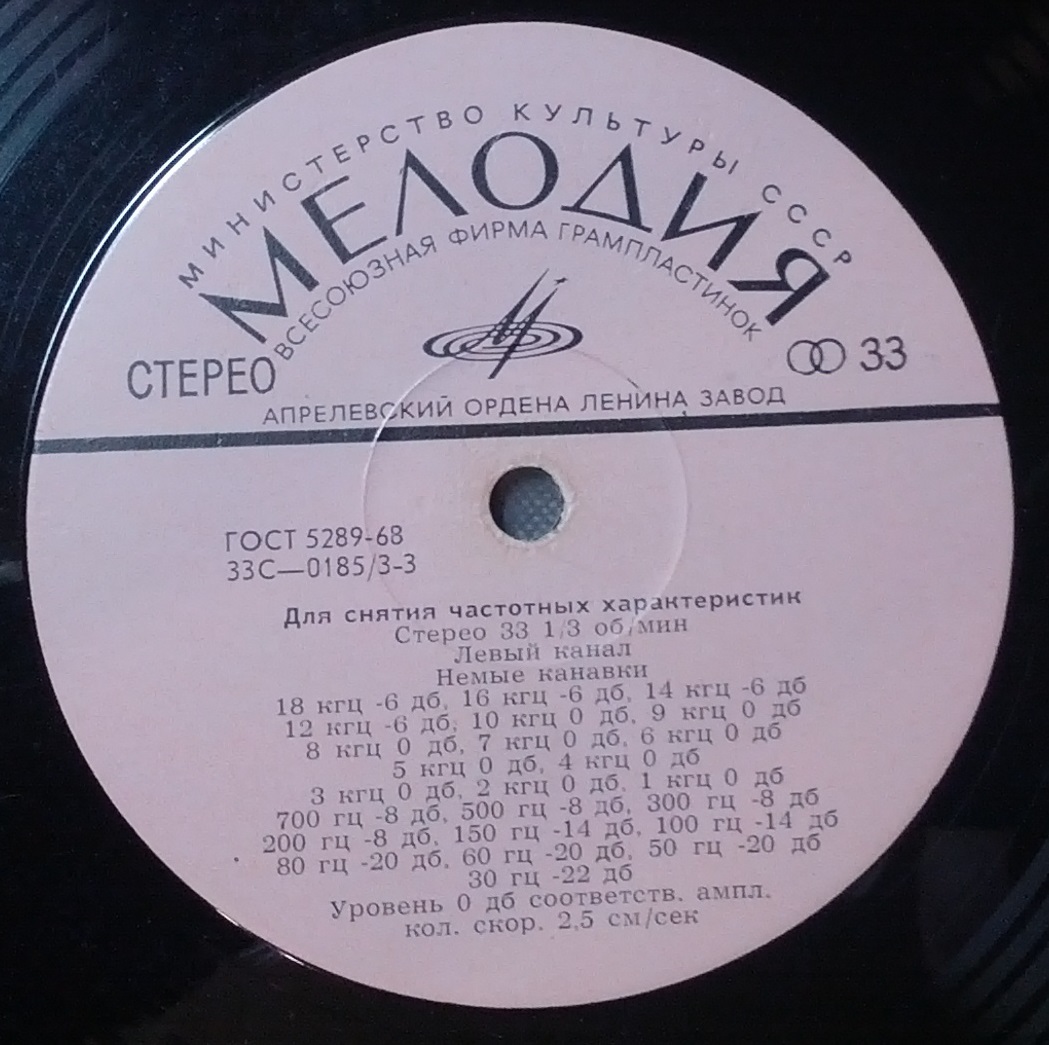 МИНИСТЕРСТВО КУЛЬТУРЫ СССР
МЕЛОДИЯ
ВСЕСОЮЗНАЯ ФИРМА ГРАМПЛАСТИНОК
СТЕРЕО
33
АПРЕЛЕВСКИЙ ОРДЕНА ЛЕНИНА ЗАВОД
ГОСТ 5289-68
33С—0185/3-3
Для снятия частотных характеристик
Стерео 33 1/3 об/мин
Левый канал
Немые канавки
18 кгц -6 дб, 16 кгц -6 дб, 14 кгц -6 дб
12 кгц -6 дб, 10 кгц 0 дб, 9 кгц 0 дб
8 кгц 0 дб, 7 кгц 0 дб, 6 кгц 0 дб
5 кгц 0 дб, 4 кгц 0 дб
3 кгц 0 дб, 2 кгц 0 дб, 1 кгц 0 дб
700 гц -8 дб, 500 гц -8 дб, 300 гц -8 дб
200 гц -8 дб, 150 гц -14 дб, 100 гц -14 дб
80 гц -20 дб, 60 гц -20 дб, 50 гц -20 дб
30 гц -22 дб
Уровень 0 дб соответств. ампл.
кол. скор. 2,5 см/сек